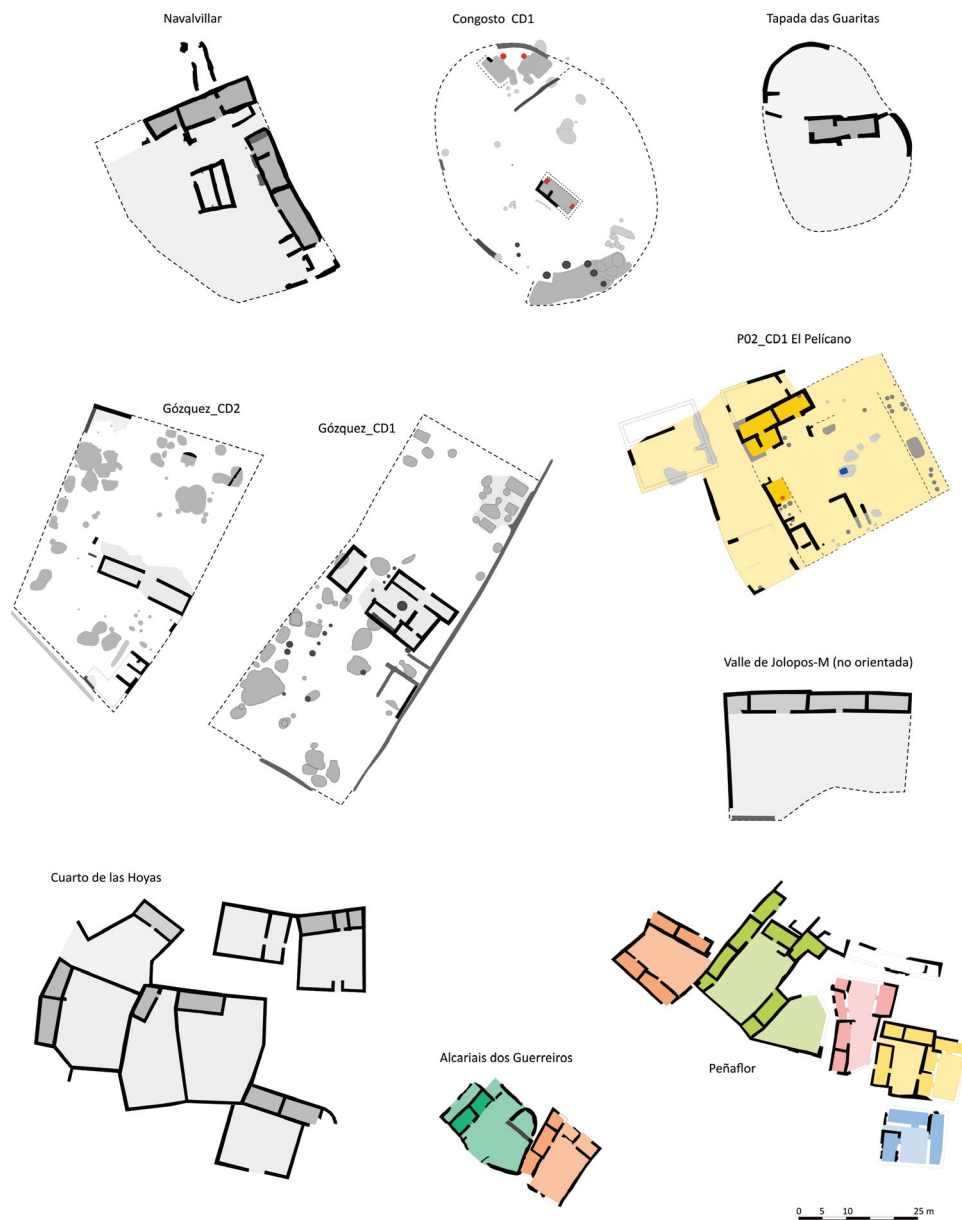 Navalvillar
Congosto CD1
Tapada das Guaritas
P02_CD1 El Pelícano
Gózquez_CD2
Gózquez_CD1
Valle de Jolopos-M (no orientada)
Cuarto de las Hoyas
Alcariais dos Guerreiros
Peñaflor
0 5 10 25 m